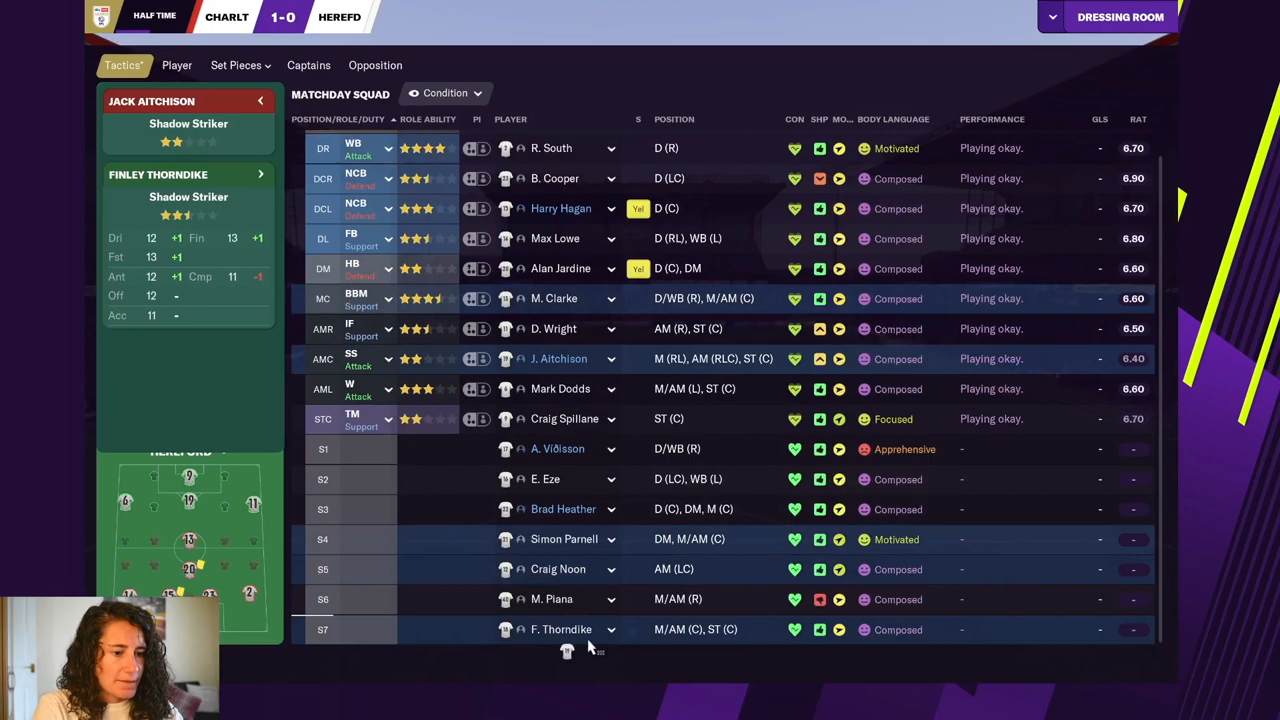 HALF TIME CHARLT 1-0 HEREFD DRESSING ROOM
Tactics* Player Set Pieces Captains Opposition
JACK AITCHISON
Shadow Striker
FINLEY THORNDIKE
Shadow Striker
Dri 12 +1 Fin 13 +1
Fst 13 +1
Ant 12 +1 Cmp 11 -1
Off 12 -
Acc 11 -
MATCHDAY SQUAD Condition
POSITION/ROLE/DUTY ROLE ABILITY PI PLAYER S POSITION CON SHP MO... BODY LANGUAGE PERFORMANCE GLS RAT
DR WB Attack R. South D (R) Motivated Playing okay. - 6.70
DCR NCB Defend B. Cooper D (LC) Composed Playing okay. - 6.90
DCL NCB Defend Harry Hagan Yel D (C) Composed Playing okay. - 6.70
DL FB Support Max Lowe D (RL), WB (L) Composed Playing okay. - 6.80
DM HB Defend Alan Jardine Yel D (C), DM Composed Playing okay. - 6.60
MC BBM Support M. Clarke D/WB (R), M/AM (C) Composed Playing okay. - 6.60
AMR IF Support D. Wright AM (R), ST (C) Composed Playing okay. - 6.50
AMC SS Attack J. Aitchison M (RL), AM (RLC), ST (C) Composed Playing okay. - 6.40
AML W Attack Mark Dodds M/AM (L), ST (C) Composed Playing okay. - 6.60
STC TM Support Craig Spillane ST (C) Focused Playing okay. - 6.70
S1 A. Víðisson D/WB (R) Apprehensive - - -
S2 E. Eze D (LC), WB (L) Composed - - -
S3 Brad Heather D (C), DM, M (C) Composed - - -
S4 Simon Parnell DM, M/AM (C) Motivated - - -
S5 Craig Noon AM (LC) Composed - - -
S6 M. Piana M/AM (R) Composed - - -
S7 F. Thorndike M/AM (C), ST (C) Composed - - -
9
6 19 11
13
20
2